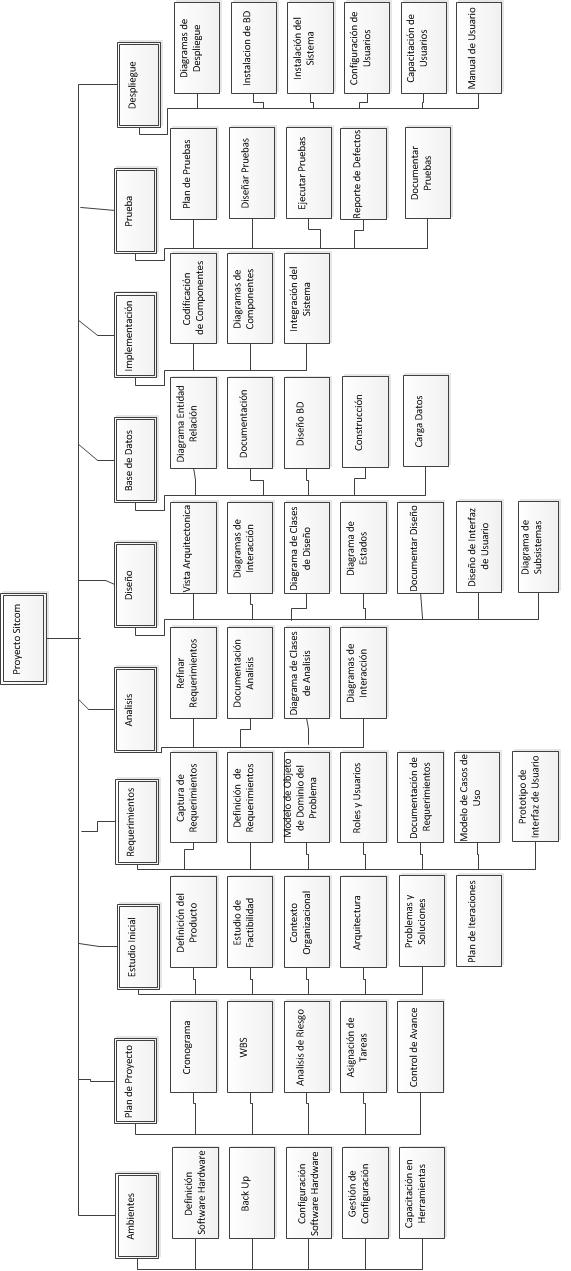 Proyecto Sitcom
Ambientes
Definición
Software Hardware
Back Up
Configuración
Software Hardware
Gestión de
Configuración
Capacitación en
Herramientas
Plan de Proyecto
Cronograma
WBS
Analisis de Riesgo
Asignación de
Tareas
Control de Avance
Estudio Inicial
Definición del
Producto
Estudio de
Factibilidad
Contexto
Organizacional
Arquitectura
Problemas y
Soluciones
Plan de Iteraciones
Requerimientos
Captura de
Requerimientos
Definición de
Requerimientos
Modelo de Objeto
de Dominio del
Problema
Roles y Usuarios
Documentación de
Requerimientos
Modelo de Casos de
Uso
Prototipo de
Interfaz de Usuario
Analisis
Refinar
Requerimientos
Documentación
Analisis
Diagrama de Clases
de Analisis
Diagramas de
Interacción
Diseño
Vista Arquitectonica
Diagramas de
Interacción
Diagrama de Clases
de Diseño
Diagrama de
Estados
Documentar Diseño
Diseño de Interfaz
de Usuario
Diagrama de
Subsistemas
Base de Datos
Diagrama Entidad
Relación
Documentación
Diseño BD
Construcción
Carga Datos
Implementación
Codificación
de Componentes
Diagramas de
Componentes
Integración del
Sistema
Prueba
Plan de Pruebas
Diseñar Pruebas
Ejecutar Pruebas
Reporte de Defectos
Documentar
Pruebas
Despliegue
Diagramas de
Despliegue
Instalacion de BD
Instalación del
Sistema
Configuración de
Usuarios
Capacitación de
Usuarios
Manual de Usuario